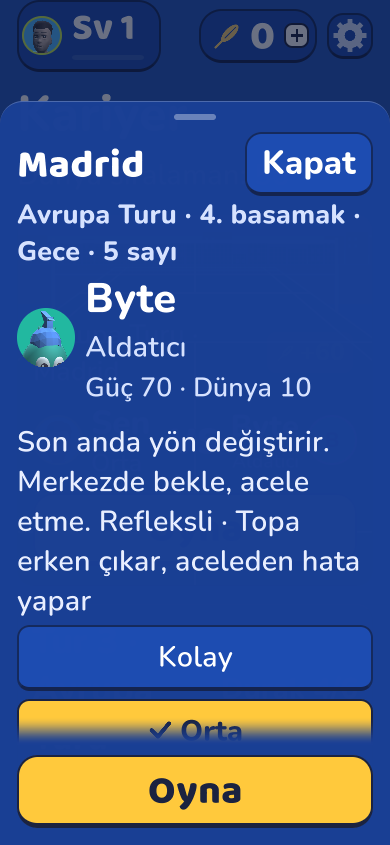 Sv 1
0
Kariyer
Madrid
Kapat
Avrupa Turu · 4. basamak ·
Gece · 5 sayı
Byte
Aldatıcı
Güç 70 · Dünya 10
Son anda yön değiştirir.
Merkezde bekle, acele
etme. Refleksli · Topa
erken çıkar, aceleden hata
yapar
Kolay
Orta
Oyna